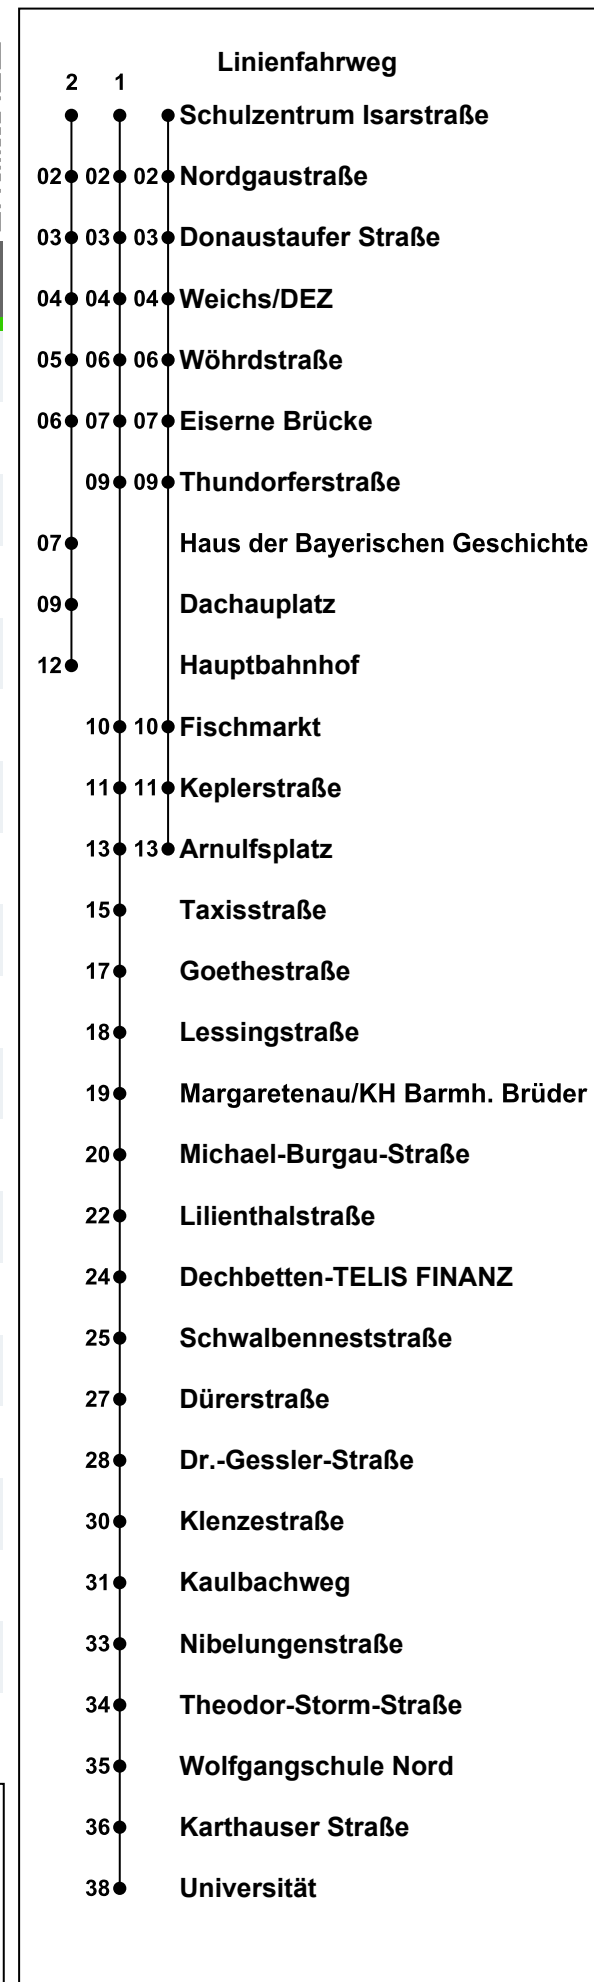 Linienfahrweg
2 1
Schulzentrum Isarstraße
02 02 02 Nordgaustraße
03 03 03 Donaustaufer Straße
04 04 04 Weichs/DEZ
05 06 06 Wöhrdstraße
06 07 07 Eiserne Brücke
09 09 Thundorferstraße
07 Haus der Bayerischen Geschichte
09 Dachauplatz
12 Hauptbahnhof
10 10 Fischmarkt
11 11 Keplerstraße
13 13 Arnulfsplatz
15 Taxisstraße
17 Goethestraße
18 Lessingstraße
19 Margaretenau/KH Barmh. Brüder
20 Michael-Burgau-Straße
22 Lilienthalstraße
24 Dechbetten-TELIS FINANZ
25 Schwalbenneststraße
27 Dürerstraße
28 Dr.-Gessler-Straße
30 Klenzestraße
31 Kaulbachweg
33 Nibelungenstraße
34 Theodor-Storm-Straße
35 Wolfgangschule Nord
36 Karthauser Straße
38 Universität